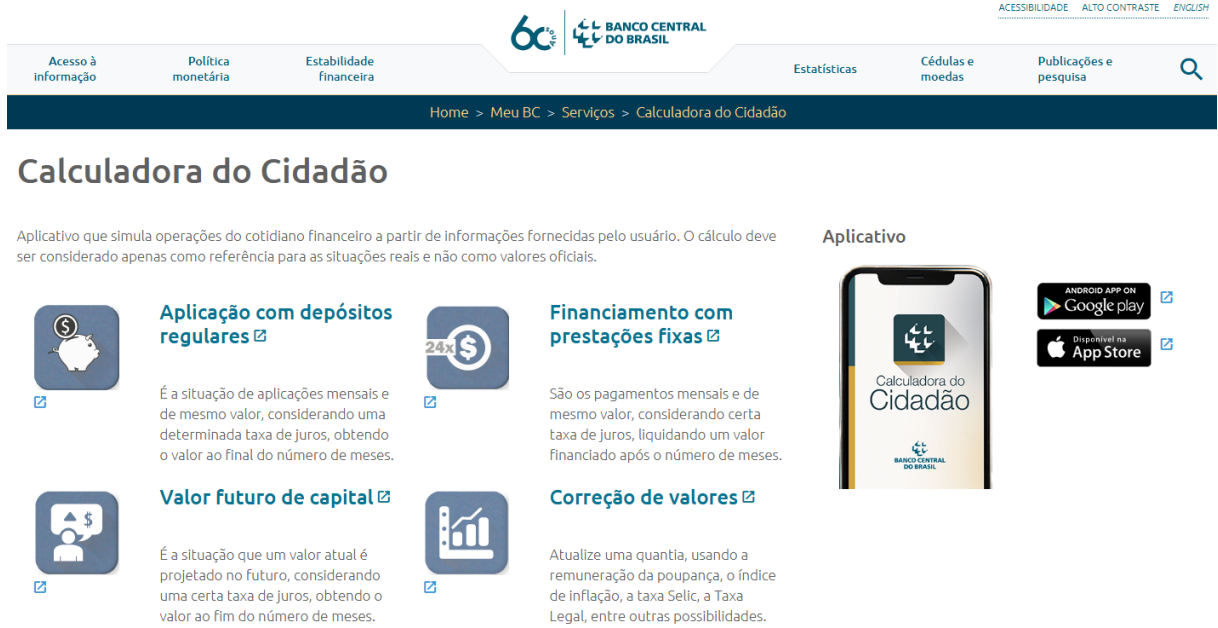 ACESSIBILIDADE ALTO CONTRASTE ENGLISH
60 anos
BANCO CENTRAL
DO BRASIL
Acesso à
informação
Política
monetária
Estabilidade
financeira
Estatísticas
Cédulas e
moedas
Publicações e
pesquisa
Home > Meu BC > Serviços > Calculadora do Cidadão
Calculadora do Cidadão
Aplicativo que simula operações do cotidiano financeiro a partir de informações fornecidas pelo usuário. O cálculo deve
ser considerado apenas como referência para as situações reais e não como valores oficiais.
$
Aplicação com depósitos
regulares
É a situação de aplicações mensais e
de mesmo valor, considerando uma
determinada taxa de juros, obtendo
o valor ao final do número de meses.
24x $
Financiamento com
prestações fixas
São os pagamentos mensais e de
mesmo valor, considerando certa
taxa de juros, liquidando um valor
financiado após o número de meses.
$
Valor futuro de capital
É a situação que um valor atual é
projetado no futuro, considerando
uma certa taxa de juros, obtendo o
valor ao fim do número de meses.
Correção de valores
Atualize uma quantia, usando a
remuneração da poupança, o índice
de inflação, a taxa Selic, a Taxa
Legal, entre outras possibilidades.
Aplicativo
Calculadora do
Cidadão
BANCO CENTRAL
DO BRASIL
ANDROID APP ON
Google play
Disponível na
App Store